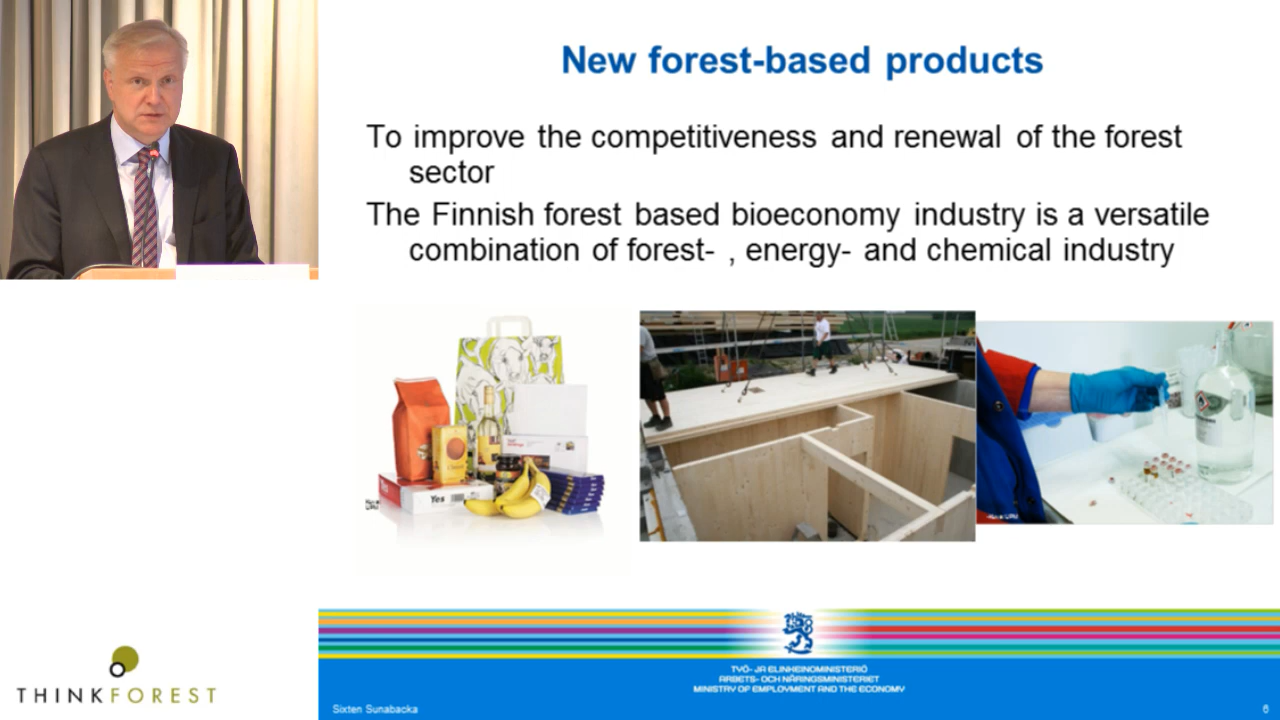 New forest-based products
To improve the competitiveness and renewal of the forest
sector
The Finnish forest based bioeconomy industry is a versatile
combination of forest- , energy- and chemical industry
Yes
THINKFOREST
TYÖ- JA ELINKEINOMINISTERIÖ
ARBETS- OCH NÄRINGSMINISTERIET
MINISTRY OF EMPLOYMENT AND THE ECONOMY
Sixten Sunabacka
6